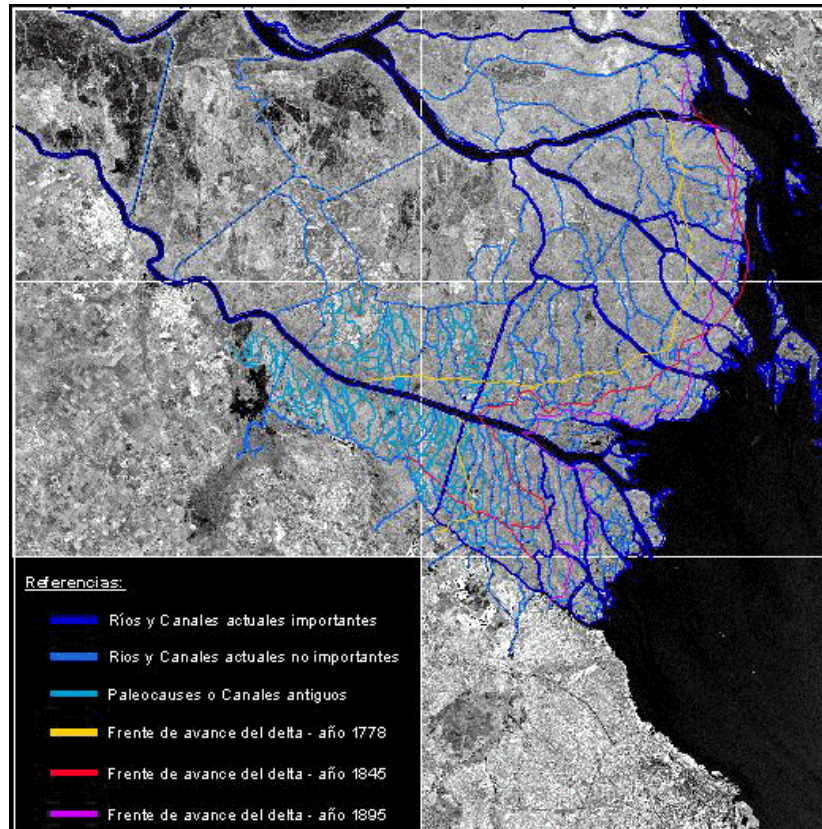 Referencias:
Ríos y Canales actuales importantes
Rios y Canales actuales no importantes
Paleocauses o Canales antiguos
Frente de avance del delta - año 1778
Frente de avance del delta - año 1845
Frente de avance del delta - año 1895